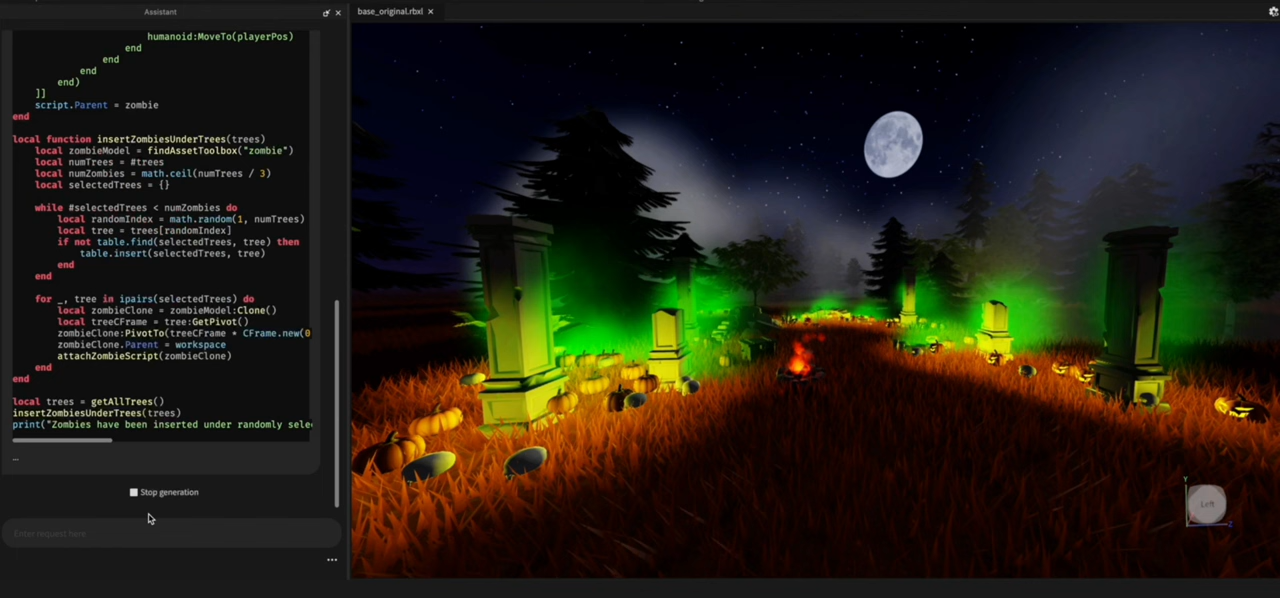 Assistant
base_original.rbxl
humanoid:MoveTo(playerPos)
end
end
end
end)
]]
script.Parent = zombie
end
local function insertZombiesUnderTrees(trees)
local zombieModel = findAssetToolbox("zombie")
local numTrees = #trees
local numZombies = math.ceil(numTrees / 3)
local selectedTrees = {}
while #selectedTrees < numZombies do
local randomIndex = math.random(1, numTrees)
local tree = trees[randomIndex]
if not table.find(selectedTrees, tree) then
table.insert(selectedTrees, tree)
end
end
for _, tree in ipairs(selectedTrees) do
local zombieClone = zombieModel:Clone()
local treeCFrame = tree:GetPivot()
zombieClone:PivotTo(treeCFrame * CFrame.new(0
zombieClone.Parent = workspace
attachZombieScript(zombieClone)
end
end
local trees = getAllTrees()
insertZombiesUnderTrees(trees)
print("Zombies have been inserted under randomly sele
...
Stop generation
Enter request here
Y
Left
Z